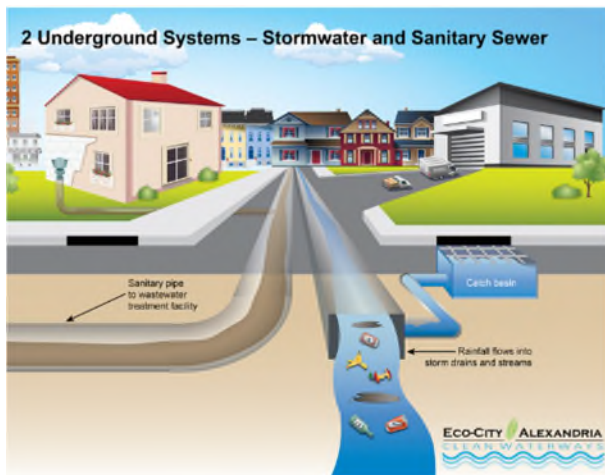 2 Underground Systems – Stormwater and Sanitary Sewer
Sanitary pipe
to wastewater
treatment facility
Catch basin
Rainfall flows into
storm drains and streams
ECO-CITY ALEXANDRIA
CLEAN WATERWAYS